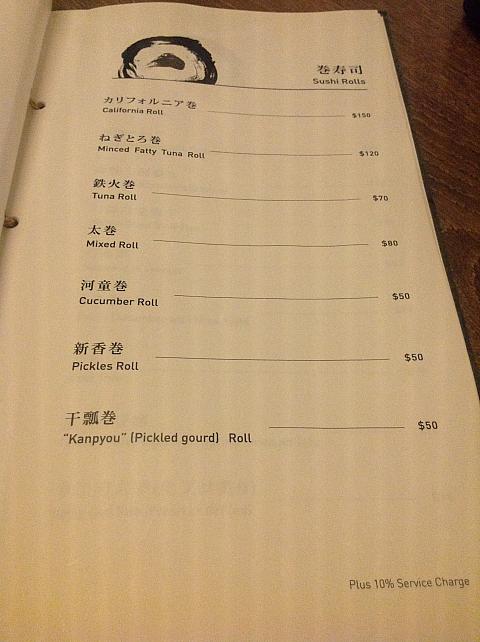 巻寿司
Sushi Rolls
カリフォルニア巻
California Roll $150
ねぎとろ巻
Minced Fatty Tuna Roll $120
鉄火巻
Tuna Roll $70
太巻
Mixed Roll $80
河童巻
Cucumber Roll $50
新香巻
Pickles Roll $50
干瓢巻
“Kanpyou” (Pickled gourd) Roll $50
Plus 10% Service Charge